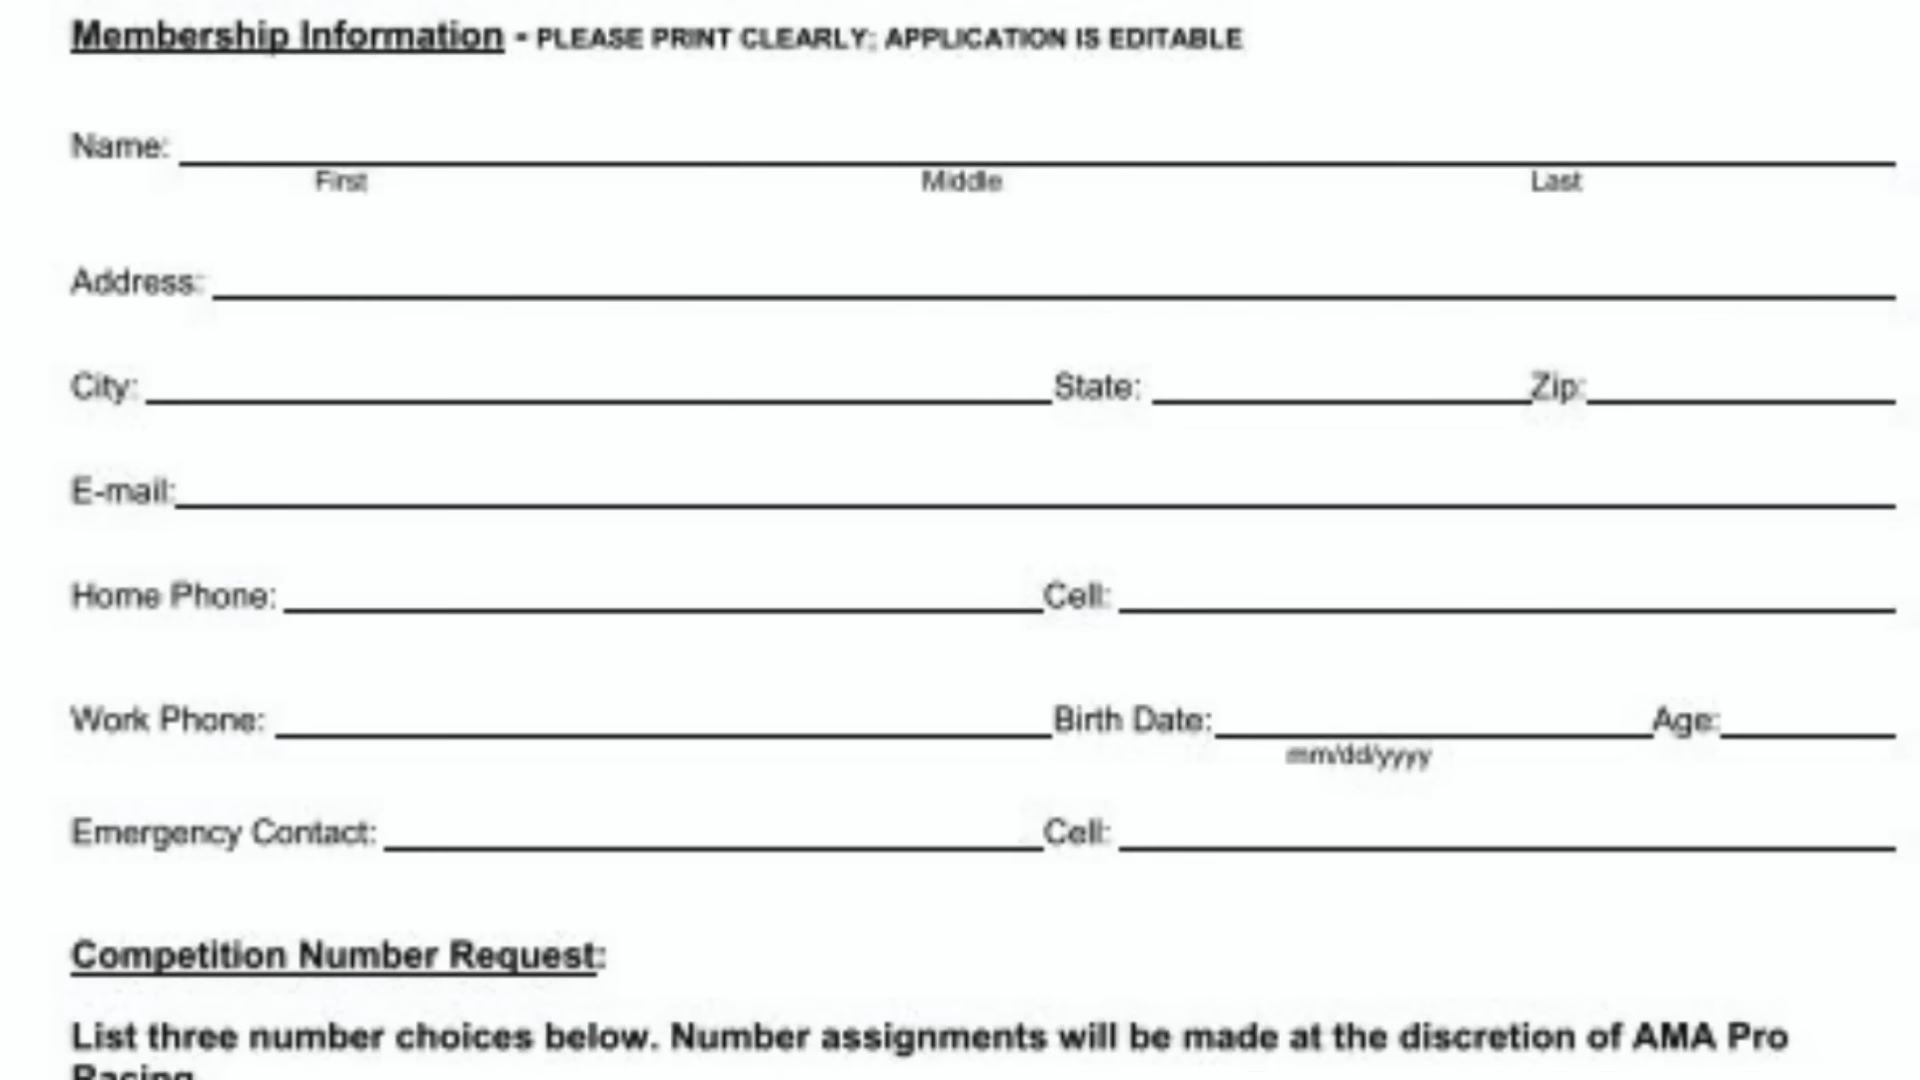 Membership Information - PLEASE PRINT CLEARLY; APPLICATION IS EDITABLE
Name:
First Middle Last
Address:
City: State: Zip:
E-mail:
Home Phone: Cell:
Work Phone: Birth Date: Age:
mm/dd/yyyy
Emergency Contact: Cell:
Competition Number Request:
List three number choices below. Number assignments will be made at the discretion of AMA Pro
Racing.